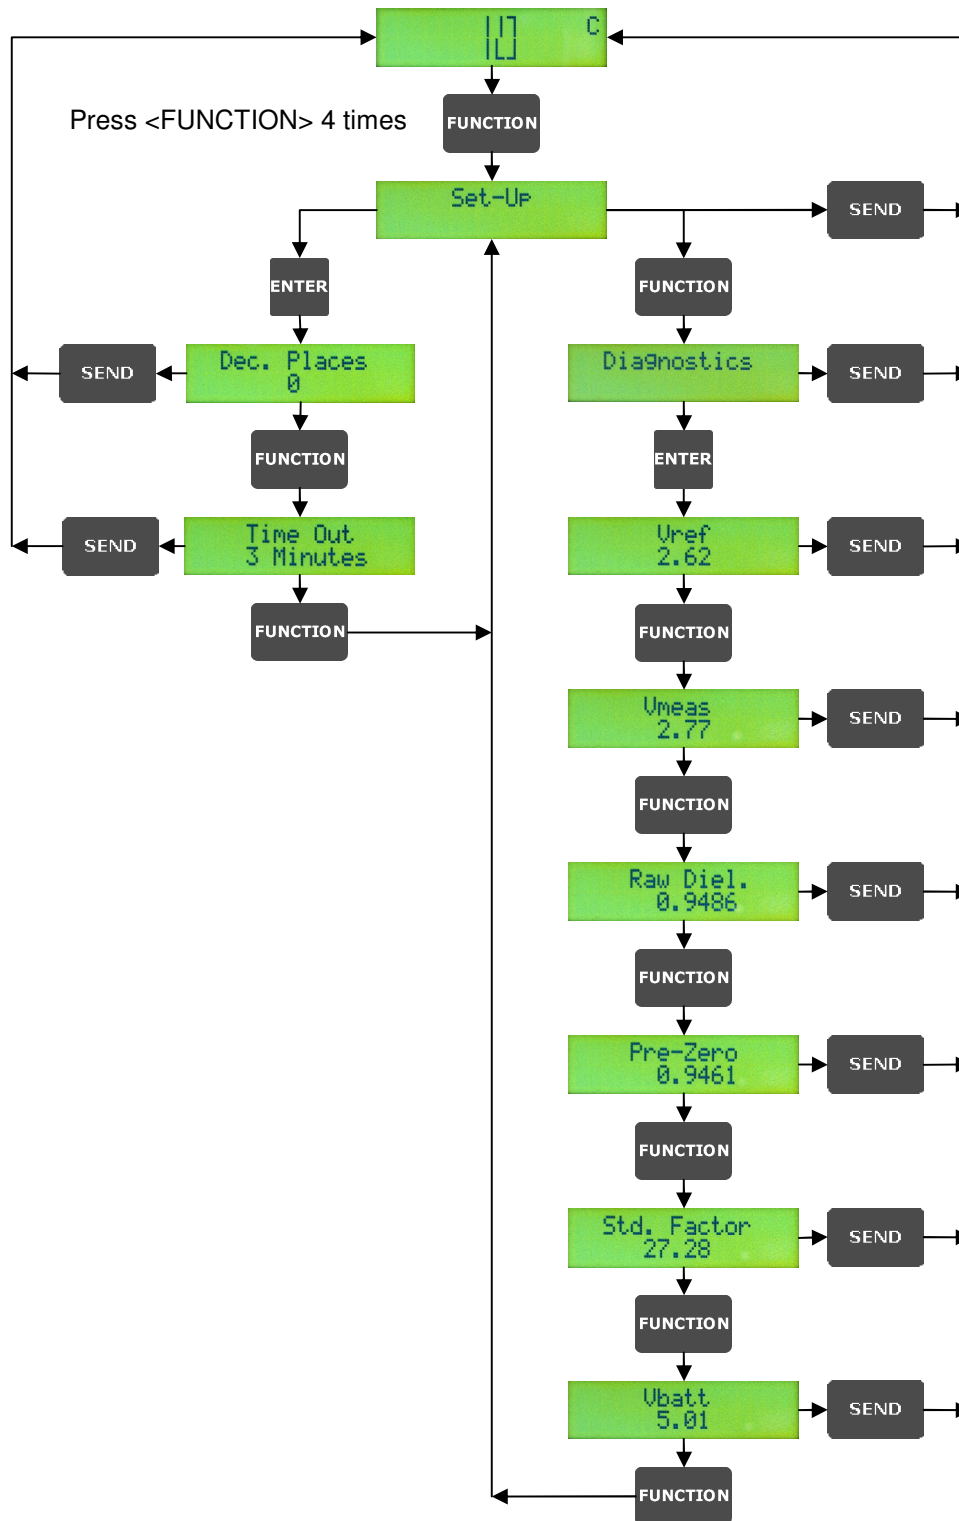 0 C
Press <FUNCTION> 4 times
FUNCTION
Set-Up
SEND
ENTER
FUNCTION
SEND
Dec. Places
0
Diagnostics
SEND
FUNCTION
ENTER
SEND
Time Out
3 Minutes
Vref
2.62
SEND
FUNCTION
FUNCTION
Vmeas
2.77
SEND
FUNCTION
Raw Diel.
0.9486
SEND
FUNCTION
Pre-Zero
0.9461
SEND
FUNCTION
Std. Factor
27.28
SEND
FUNCTION
Vbatt
5.01
SEND
FUNCTION